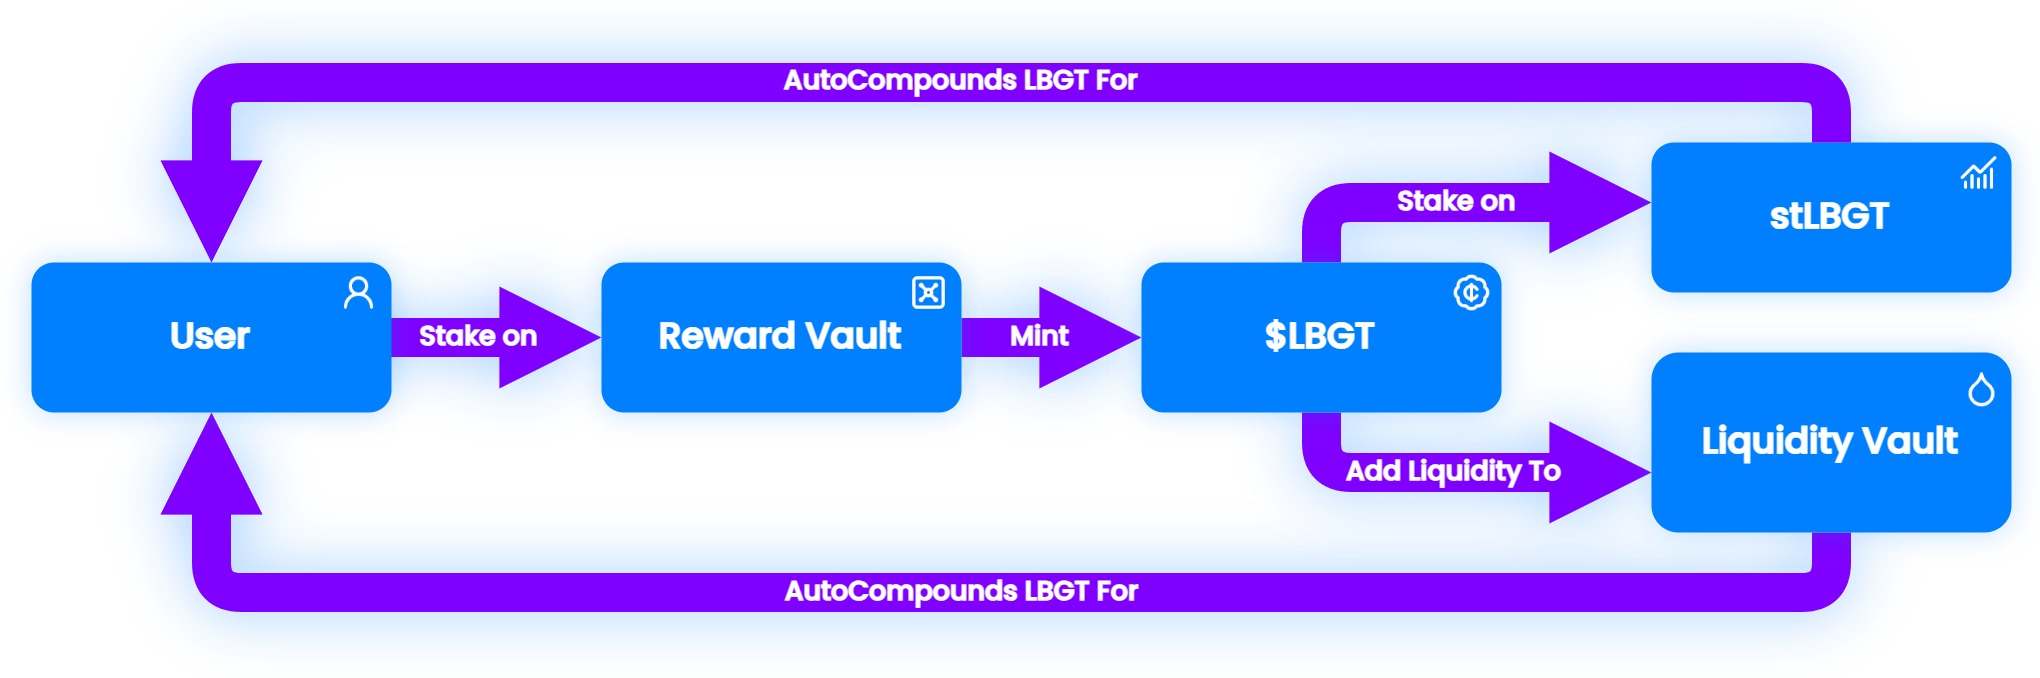 AutoCompounds LBGT For
Stake on
stLBGT
User
Stake on
Reward Vault
Mint
$LBGT
Liquidity Vault
Add Liquidity To
AutoCompounds LBGT For